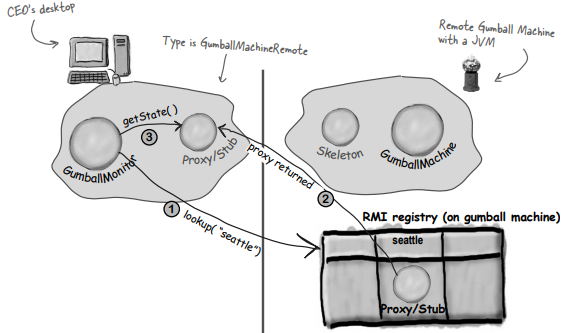 CEO's desktop
Type is GumballMachineRemote
Remote Gumball Machine
with a JVM
getState( )
3
Proxy/Stub
GumballMonitor
Skeleton
GumballMachine
proxy returned
2
1
lookup( "seattle")
RMI registry (on gumball machine)
seattle
Proxy/Stub